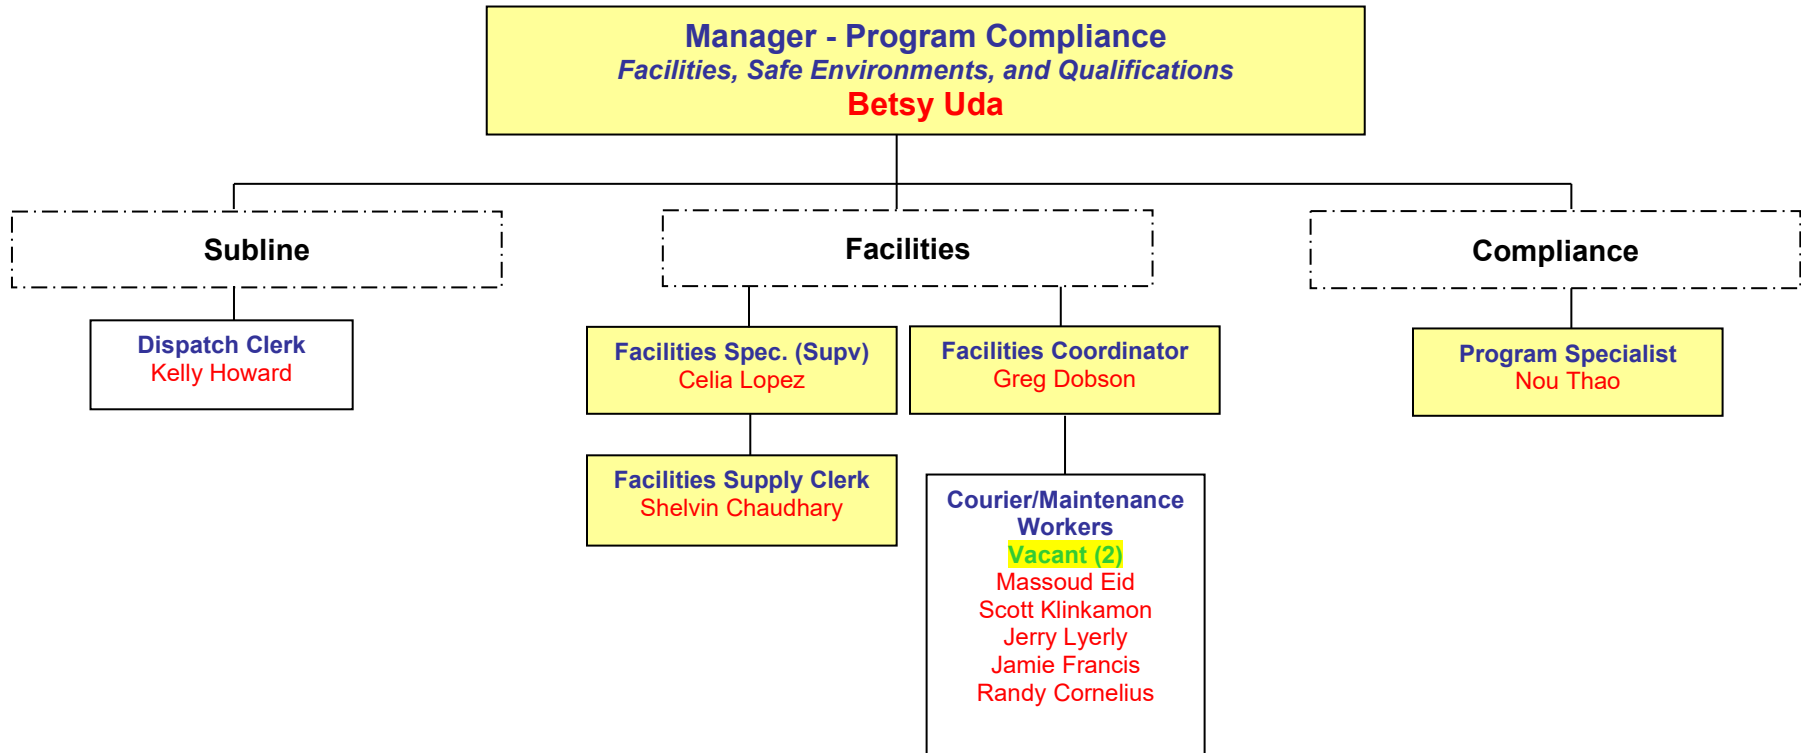 Manager - Program Compliance
Facilities, Safe Environments, and Qualifications
Betsy Uda
Subline
Facilities
Compliance
Dispatch Clerk
Kelly Howard
Facilities Spec. (Supv)
Celia Lopez
Facilities Coordinator
Greg Dobson
Program Specialist
Nou Thao
Facilities Supply Clerk
Shelvin Chaudhary
Courier/Maintenance
Workers
Vacant (2)
Massoud Eid
Scott Klinkamon
Jerry Lyerly
Jamie Francis
Randy Cornelius